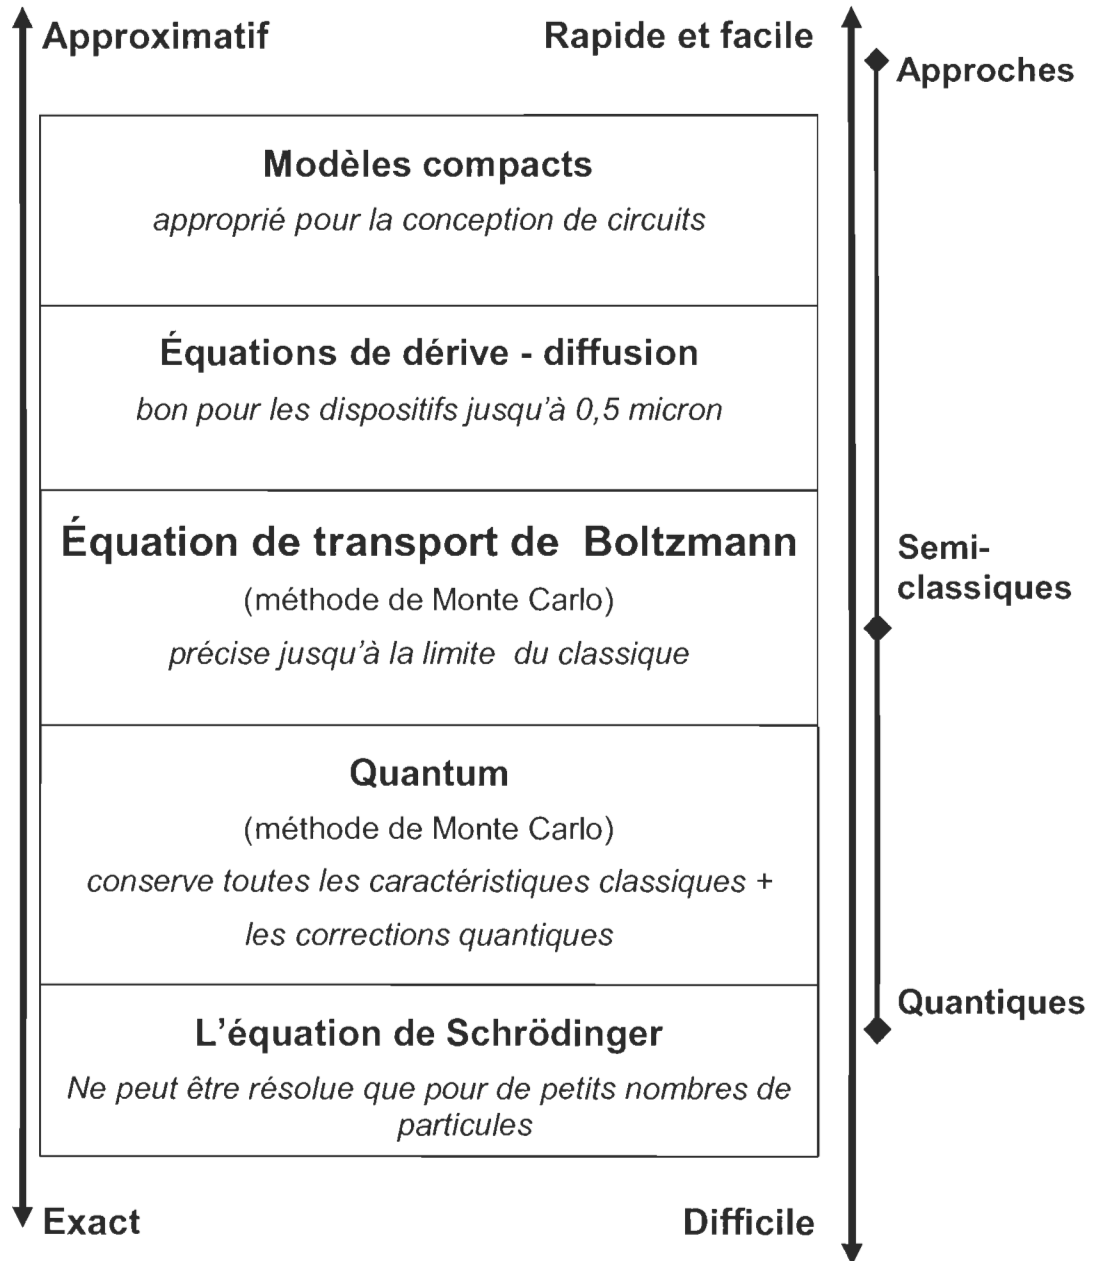 Approximatif
Rapide et facile
Approches
Modèles compacts
approprié pour la conception de circuits
Équations de dérive - diffusion
bon pour les dispositifs jusqu'à 0,5 micron
Équation de transport de Boltzmann
(méthode de Monte Carlo)
précise jusqu'à la limite du classique
Semi-
classiques
Quantum
(méthode de Monte Carlo)
conserve toutes les caractéristiques classiques +
les corrections quantiques
Quantiques
L'équation de Schrödinger
Ne peut être résolue que pour de petits nombres de
particules
Exact
Difficile